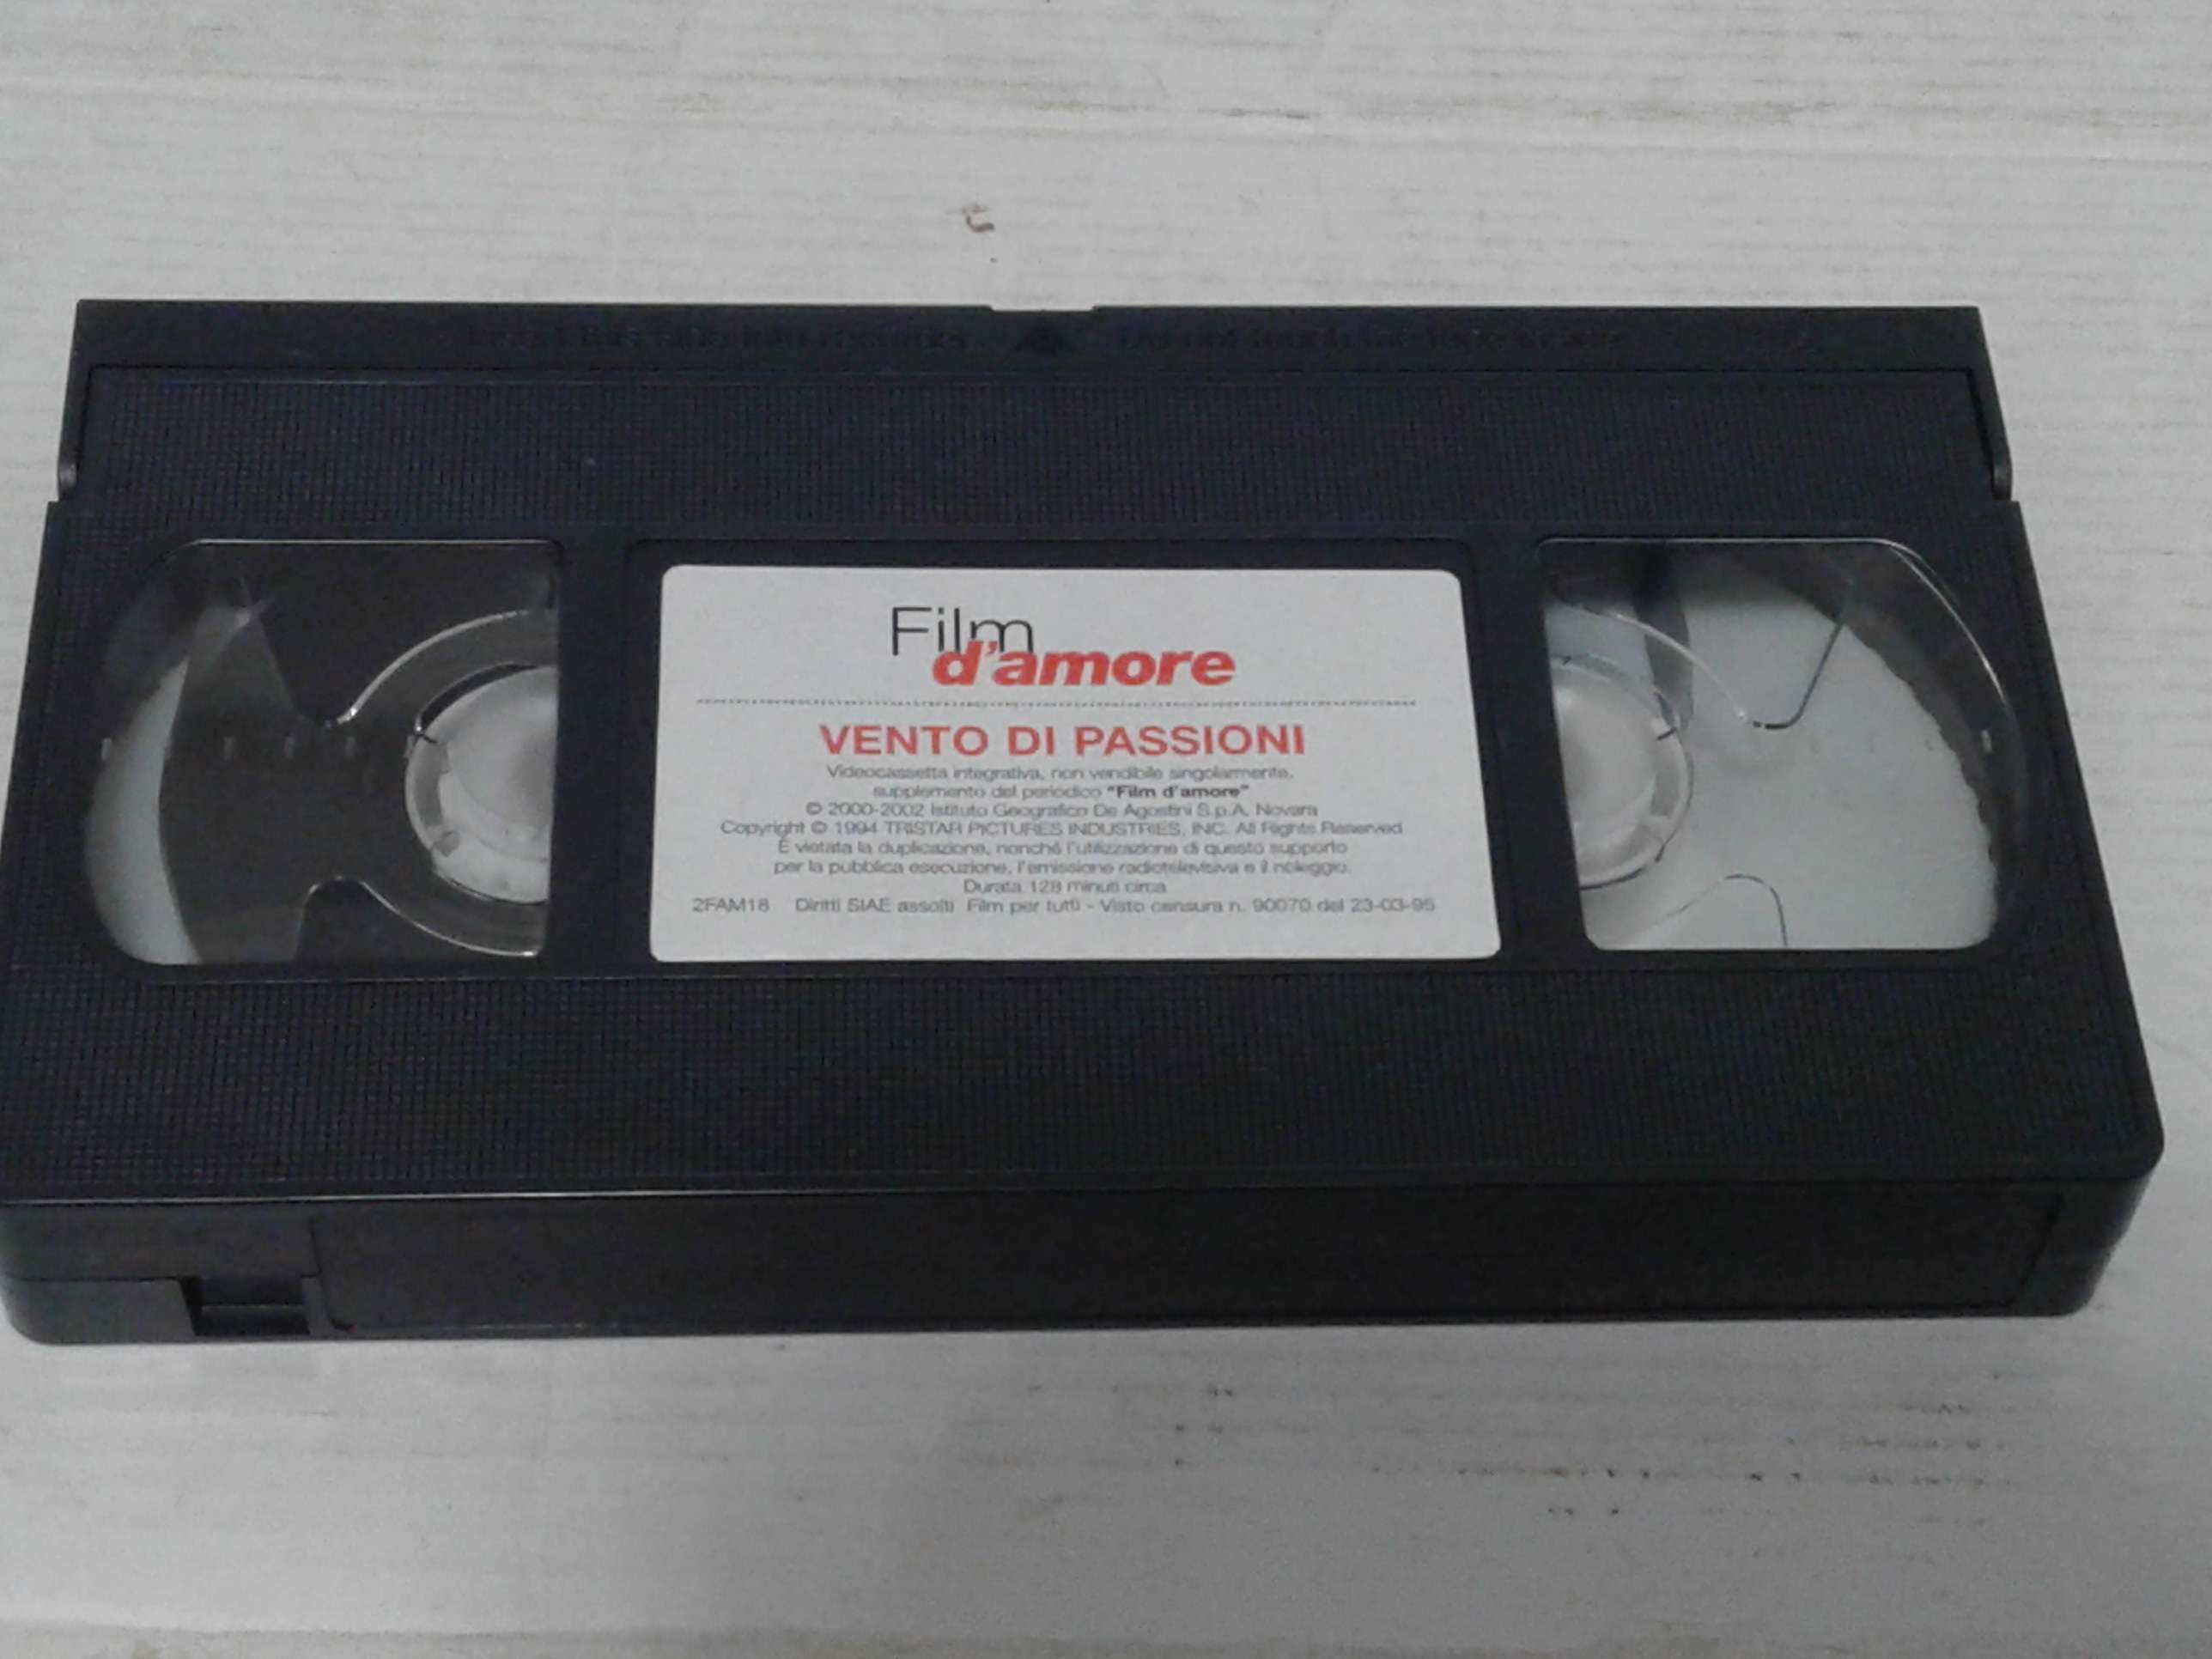 Film
d'amore
VENTO DI PASSIONI
Videocassetta integrativa, non vendibile singolarmente,
supplemento del periodico "Film d'amore"
© 2000-2002 Istituto Geografico De Agostini S.p.A. Novara
Copyright © 1994 TRISTAR PICTURES INDUSTRIES, INC. All Rights Reserved
È vietata la duplicazione, nonché l'utilizzazione di questo supporto
per la pubblica esecuzione, l'emissione radiotelevisiva e il noleggio.
Durata 128 minuti circa
2FAM18 Diritti SIAE assolti Film per tutti - Visto censura n. 90070 del 23-03-95